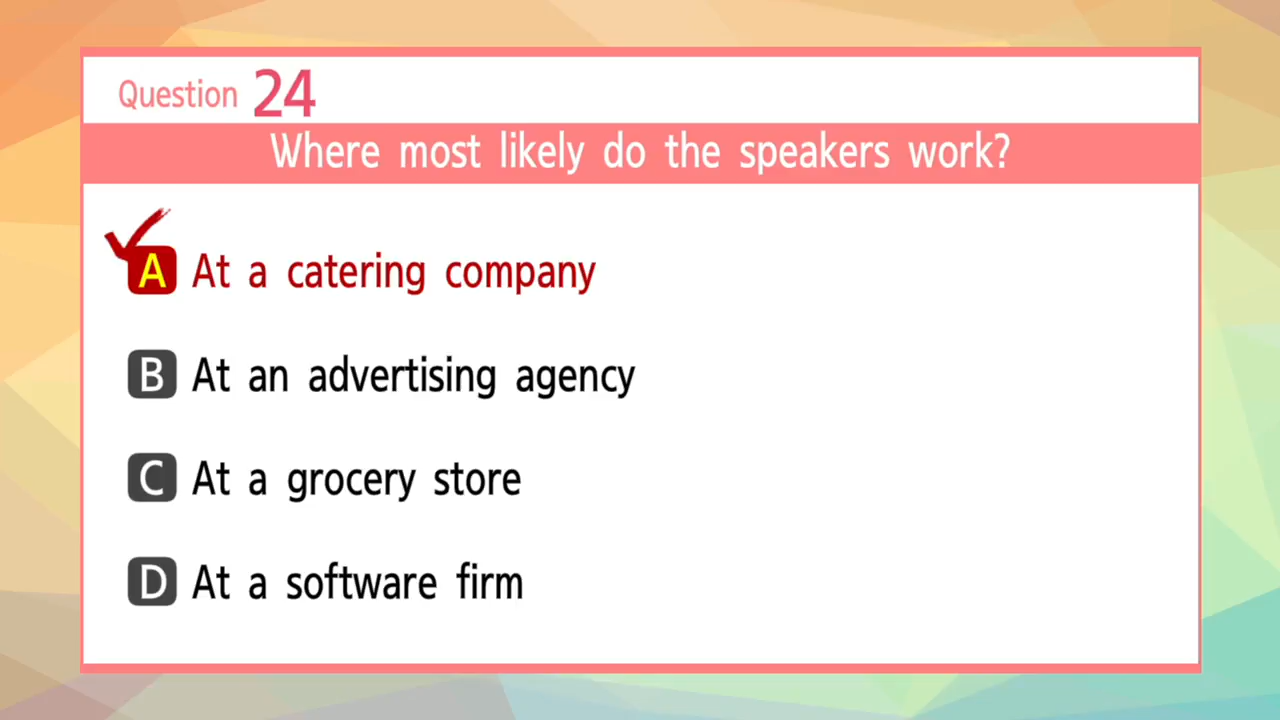 Question 24
Where most likely do the speakers work?
A At a catering company
B At an advertising agency
C At a grocery store
D At a software firm